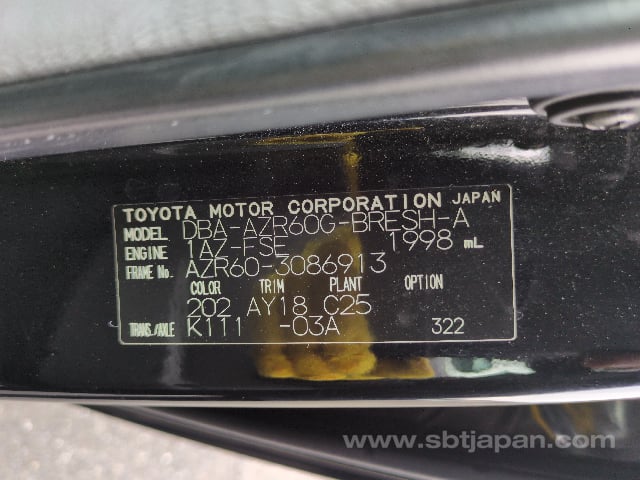 TOYOTA MOTOR CORPORATION JAPAN
MODEL DBA-AZR60G-BRESH-A
ENGINE 1AZ-FSE 1998 mL
FRAME No. AZR60-3086913
COLOR TRIM PLANT OPTION
202 AY18 C25
TRANS./AXLE K111 -03A 322
www.sbtjapan.com